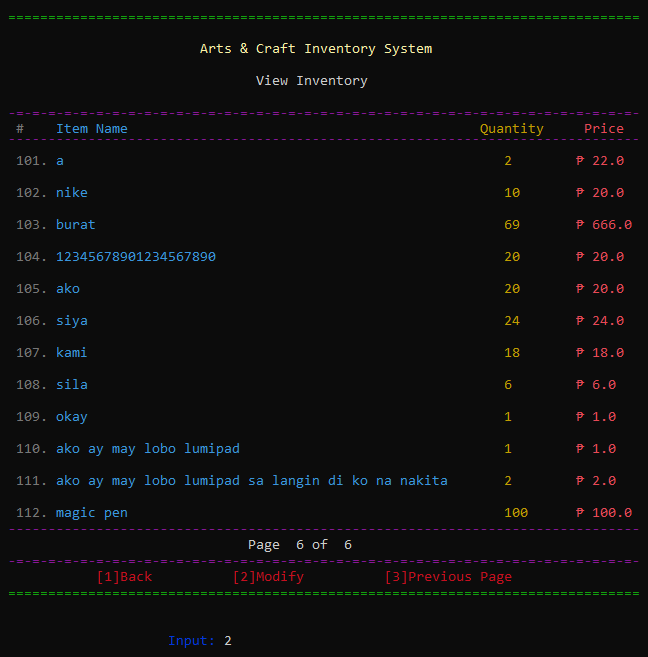 Arts & Craft Inventory System
View Inventory
# Item Name Quantity Price
101. a 2 ₱ 22.0
102. nike 10 ₱ 20.0
103. burat 69 ₱ 666.0
104. 12345678901234567890 20 ₱ 20.0
105. ako 20 ₱ 20.0
106. siya 24 ₱ 24.0
107. kami 18 ₱ 18.0
108. sila 6 ₱ 6.0
109. okay 1 ₱ 1.0
110. ako ay may lobo lumipad 1 ₱ 1.0
111. ako ay may lobo lumipad sa langin di ko na nakita 2 ₱ 2.0
112. magic pen 100 ₱ 100.0
Page 6 of 6
[1]Back [2]Modify [3]Previous Page
Input: 2